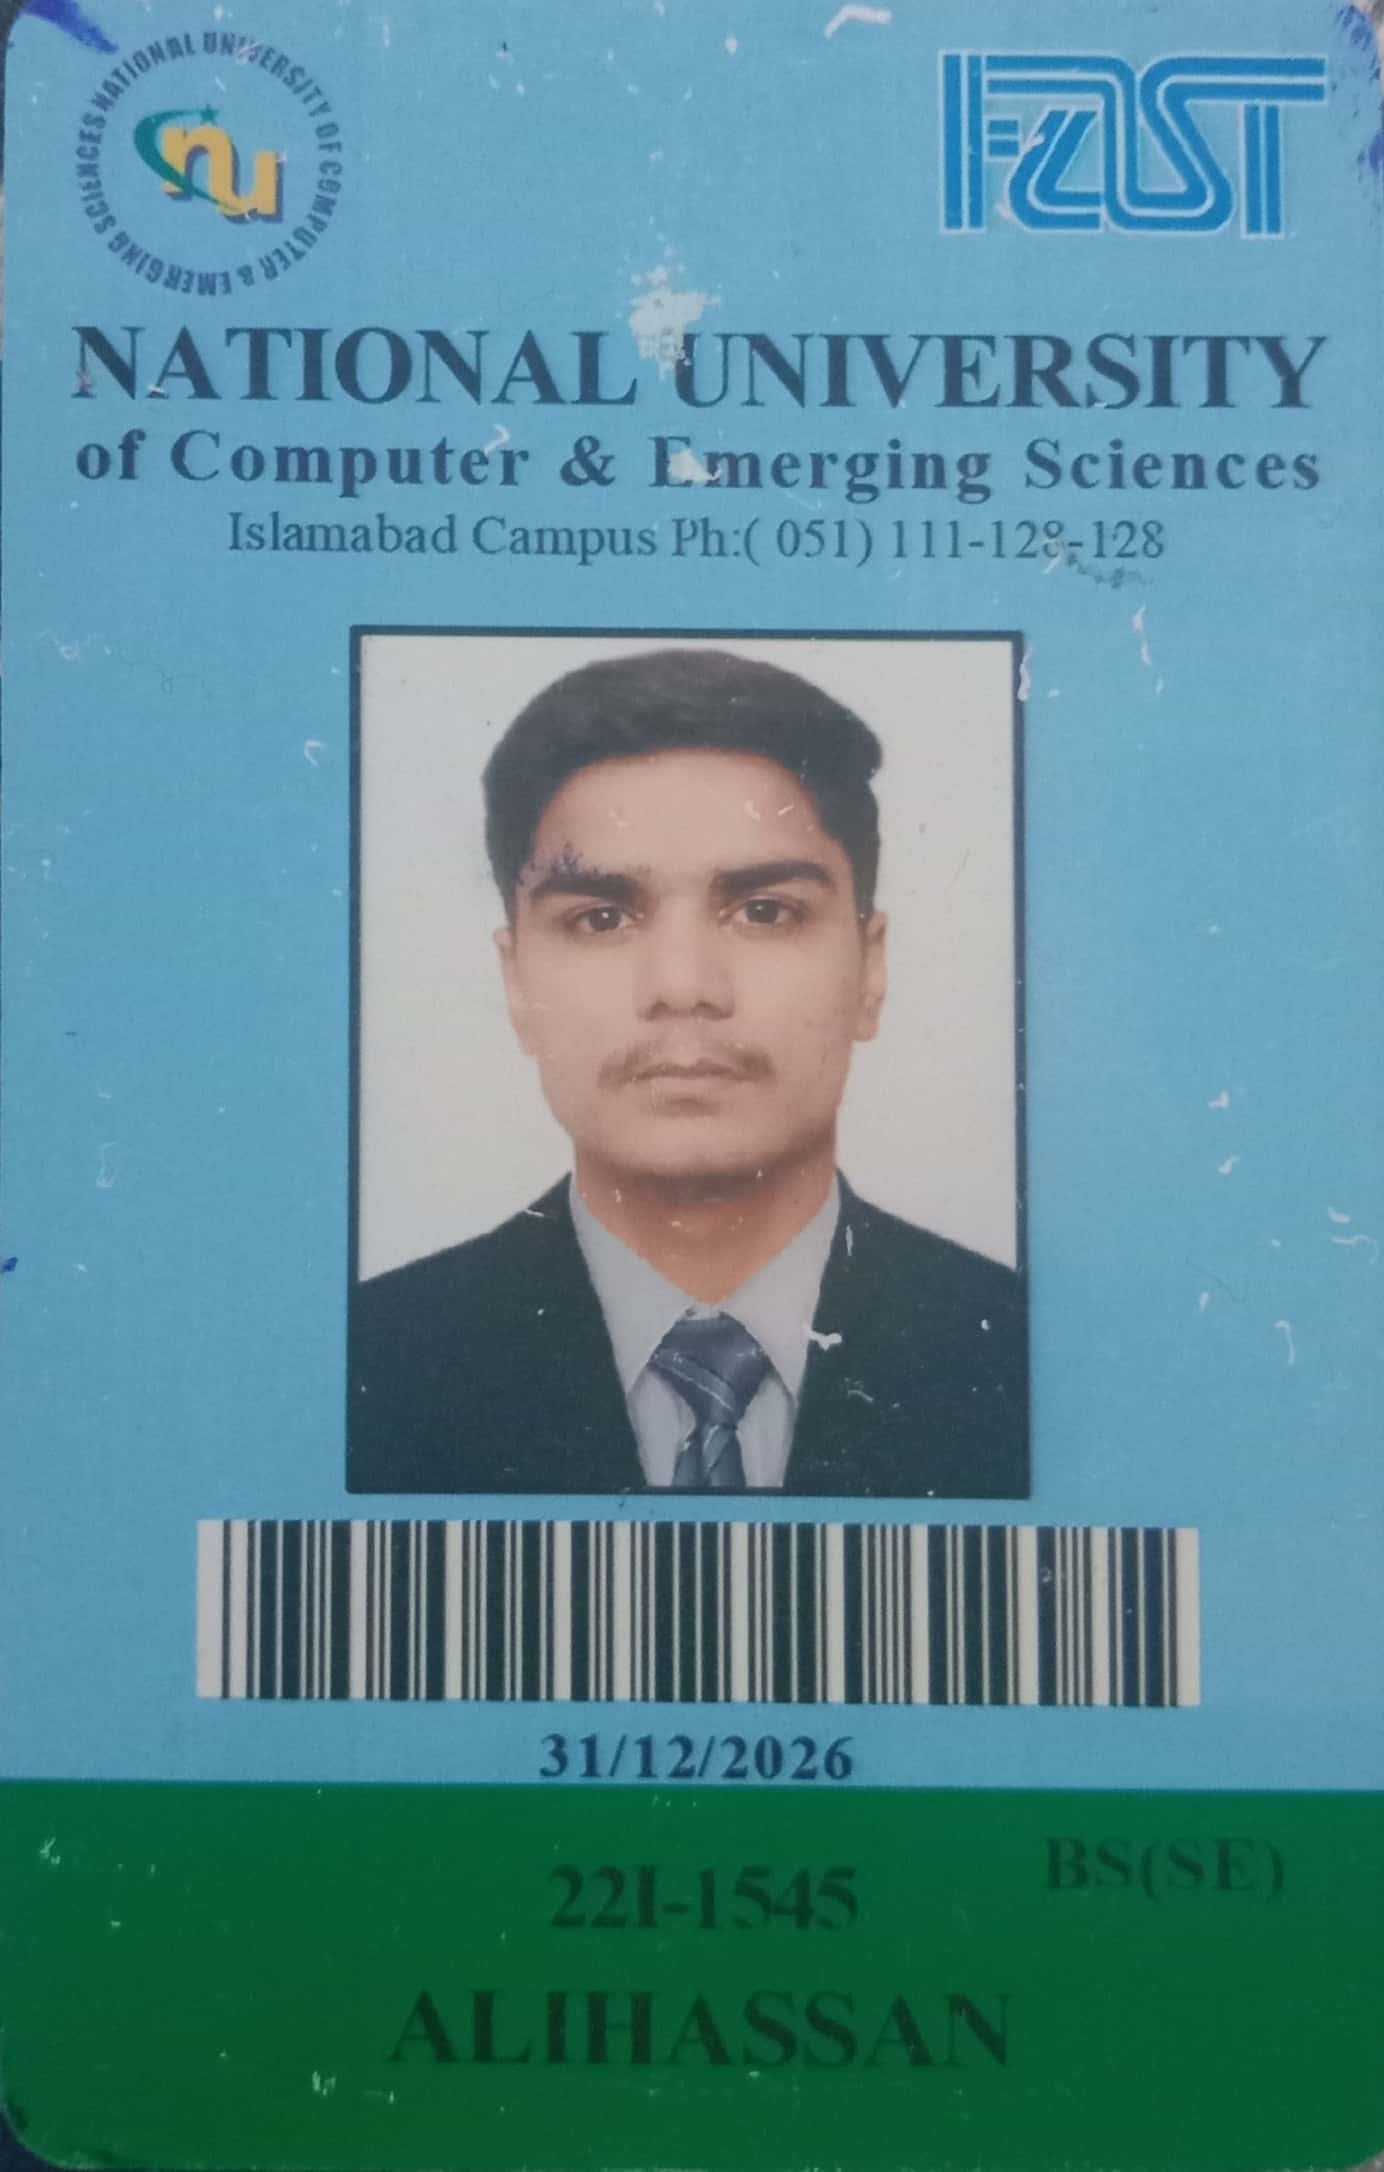 NATIONAL UNIVERSITY OF COMPUTER & EMERGING SCIENCES
nu
FAST
NATIONAL UNIVERSITY
of Computer & Emerging Sciences
Islamabad Campus Ph:( 051) 111-128-128
31/12/2026
BS(SE)
22I-1545
ALIHASSAN